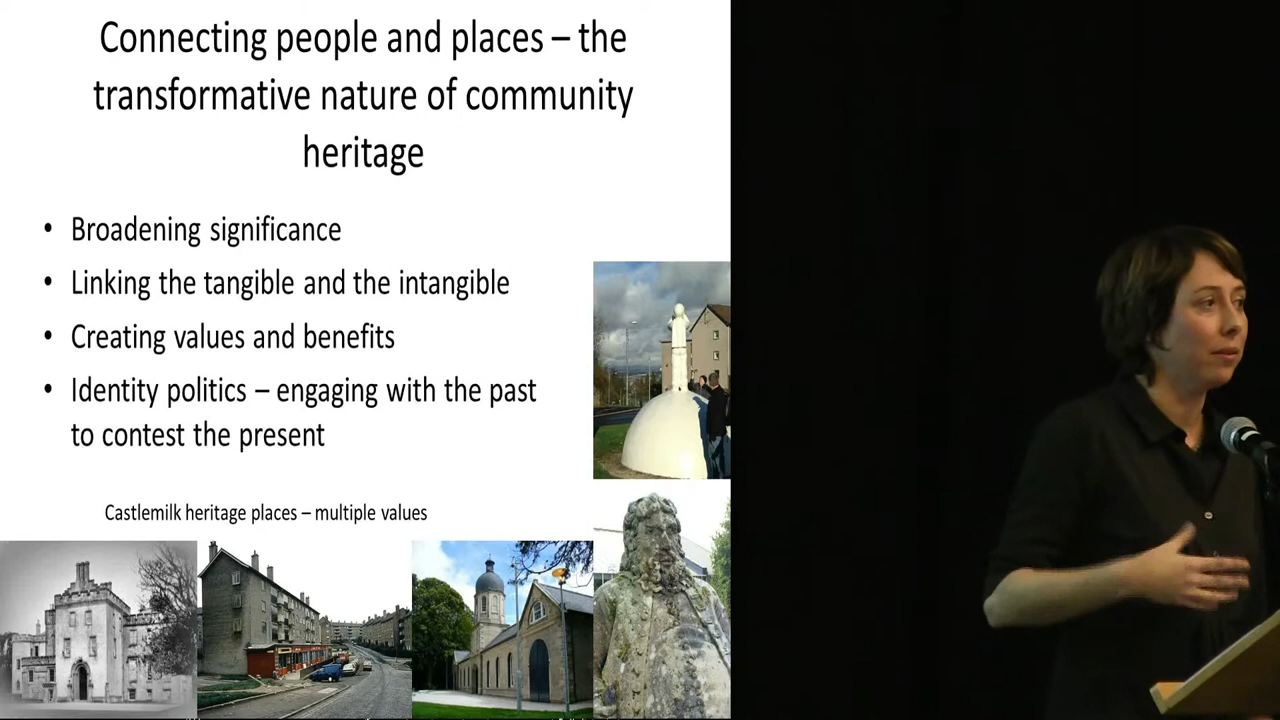 Connecting people and places – the
transformative nature of community
heritage
• Broadening significance
• Linking the tangible and the intangible
• Creating values and benefits
• Identity politics – engaging with the past
to contest the present
Castlemilk heritage places – multiple values